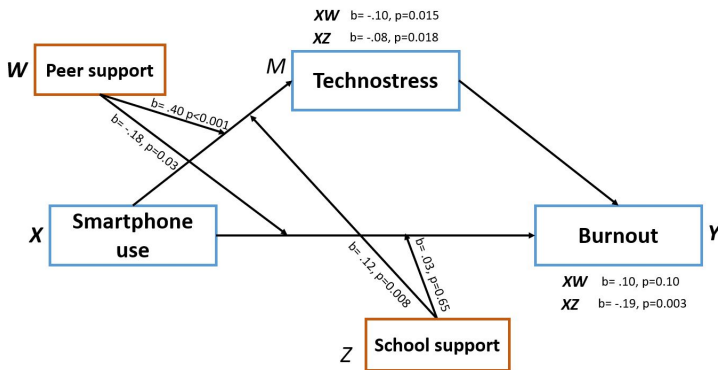 XW b= -.10, p=0.015
XZ b= -.08, p=0.018
W Peer support
M Technostress
b= .40 p<0.001
b= -.18, p=0.03
X Smartphone
use
Burnout Y
b= .12, p=0.008
b= .03, p=0.65
XW b= .10, p=0.10
XZ b= -.19, p=0.003
Z School support